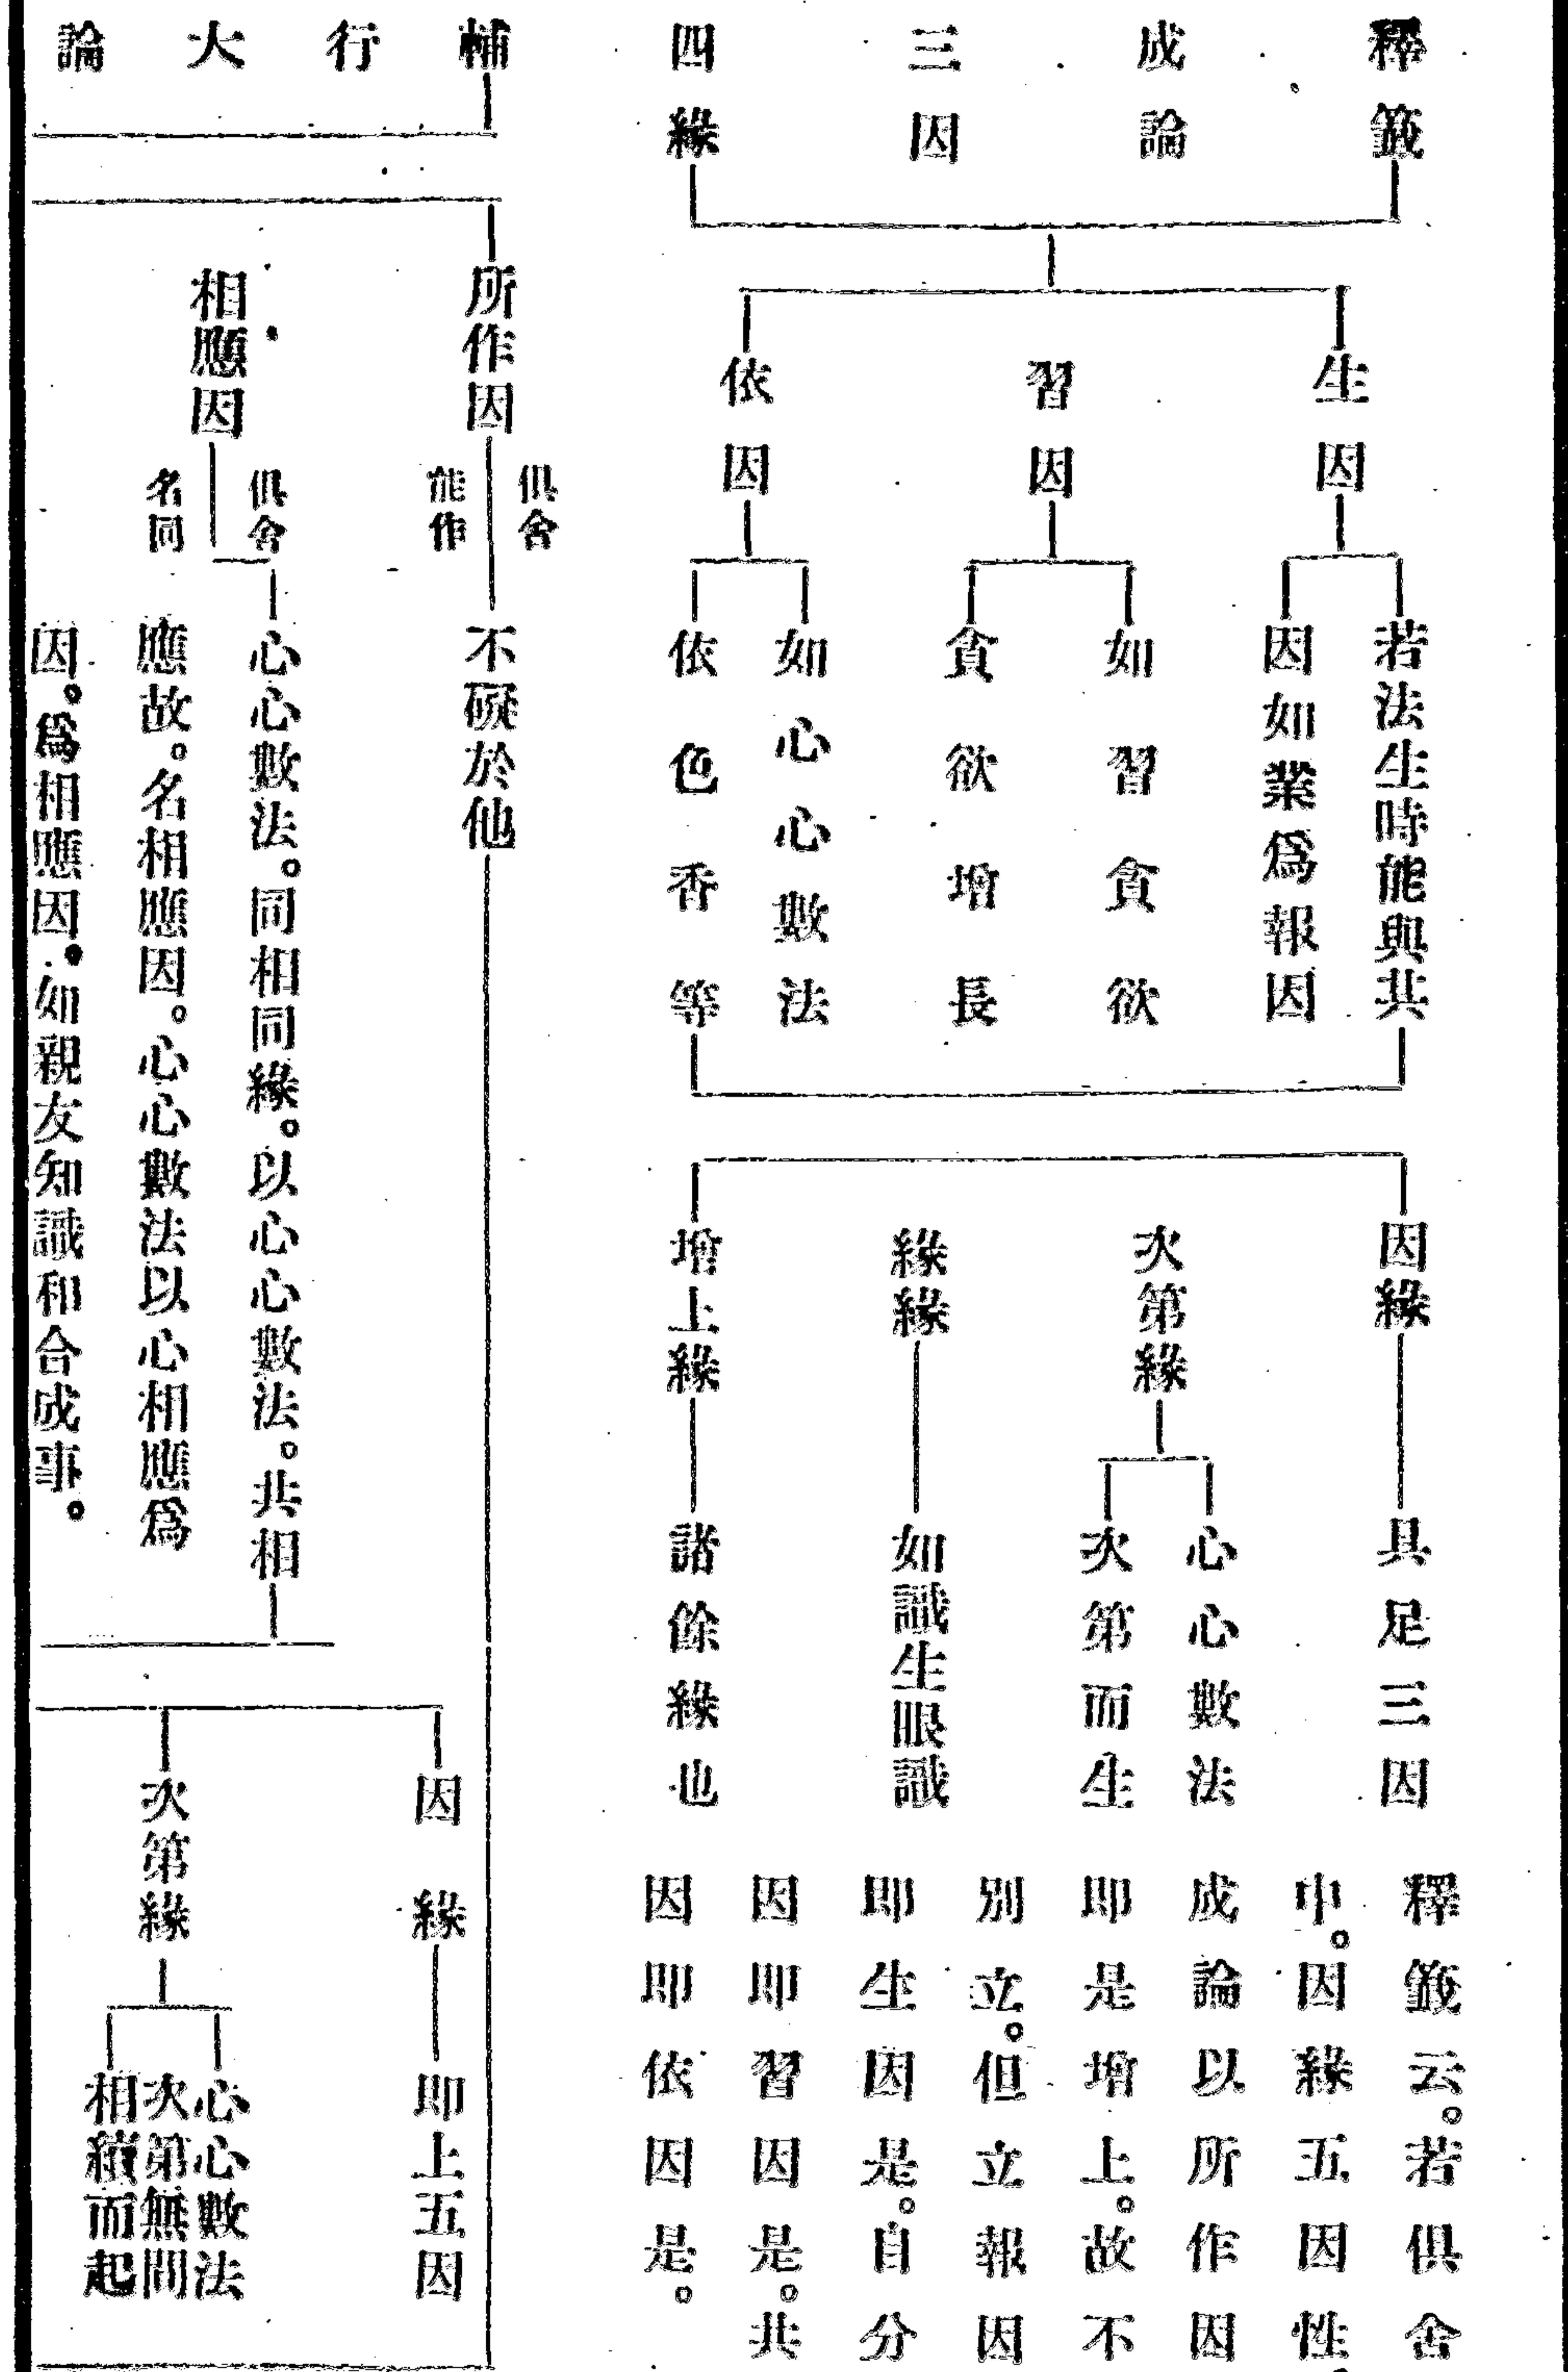 釋籤
成論
三因
四緣
生因
若法生時能與共
因如業爲報因
習因
如習貪欲
貪欲增長
依因
如心心數法
依色香等
因緣
具足三因
次第緣
心心數法
次第而生
緣緣
如識生眼識
增上緣
諸餘緣也
釋籤云。若俱舍
中。因緣五因性
成論以所作因
即是增上。故不
別立。但立報因
即生因是。自分
因即習因是。共
因即依因是。
輔行大論
所作因
俱舍
能作
不礙於他
相應因
俱舍
名同
心心數法。同相同緣。以心心數法。共相
應故。名相應因。心心數法以心相應爲
因。爲相應因。如親友知識和合成事。
因緣
即上五因
次第緣
心心數法
次第無間
相續而起